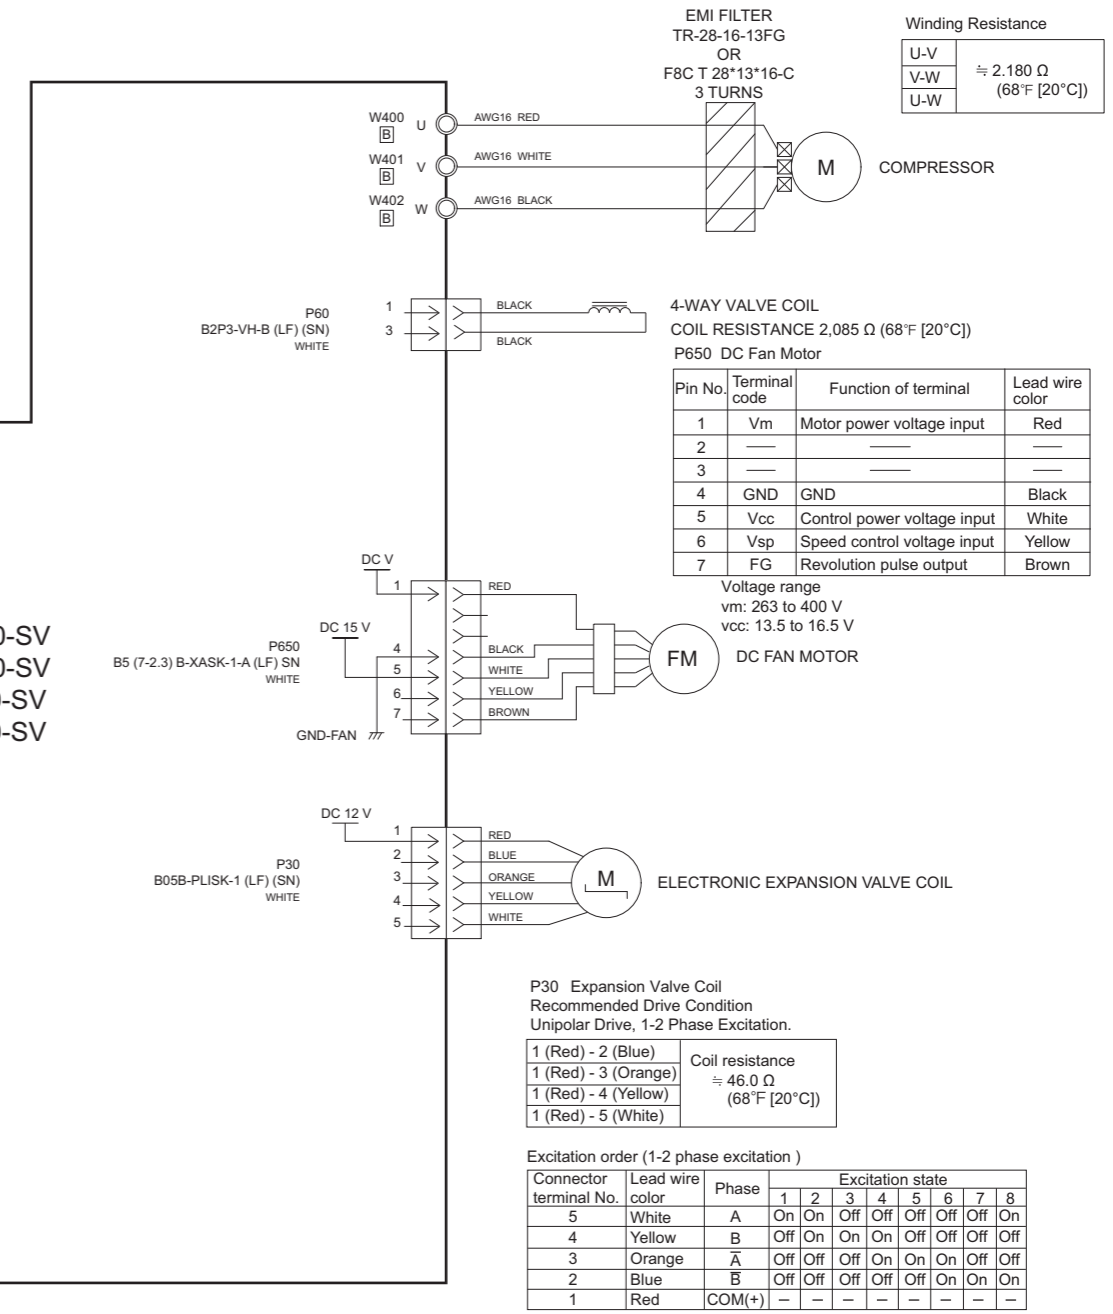 EMI FILTER
TR-28-16-13FG
OR
F8C T 28*13*16-C
3 TURNS
Winding Resistance
U-V
V-W
U-W
≒ 2.180 Ω
(68°F [20°C])
W400
B
U
AWG16 RED
W401
B
V
AWG16 WHITE
W402
B
W
AWG16 BLACK
M
COMPRESSOR
P60
B2P3-VH-B (LF) (SN)
WHITE
1
3
BLACK
BLACK
4-WAY VALVE COIL
COIL RESISTANCE 2,085 Ω (68°F [20°C])
P650 DC Fan Motor
Pin No. Terminal code Function of terminal Lead wire color
1 Vm Motor power voltage input Red
2 — — —
3 — — —
4 GND GND Black
5 Vcc Control power voltage input White
6 Vsp Speed control voltage input Yellow
7 FG Revolution pulse output Brown
Voltage range
vm: 263 to 400 V
vcc: 13.5 to 16.5 V
0-SV
0-SV
-SV
-SV
DC V
DC 15 V
P650
B5 (7-2.3) B-XASK-1-A (LF) SN
WHITE
GND-FAN
1
4
5
6
7
RED
BLACK
WHITE
YELLOW
BROWN
FM
DC FAN MOTOR
DC 12 V
P30
B05B-PLISK-1 (LF) (SN)
WHITE
1
2
3
4
5
RED
BLUE
ORANGE
YELLOW
WHITE
M
ELECTRONIC EXPANSION VALVE COIL
P30 Expansion Valve Coil
Recommended Drive Condition
Unipolar Drive, 1-2 Phase Excitation.
1 (Red) - 2 (Blue)
1 (Red) - 3 (Orange)
1 (Red) - 4 (Yellow)
1 (Red) - 5 (White)
Coil resistance
≒ 46.0 Ω
(68°F [20°C])
Excitation order (1-2 phase excitation )
Connector terminal No. Lead wire color Phase Excitation state
1 2 3 4 5 6 7 8
5 White A On On Off Off Off Off Off On
4 Yellow B Off On On On Off Off Off Off
3 Orange A̅ Off Off Off On On On Off Off
2 Blue B̅ Off Off Off Off Off On On On
1 Red COM(+) – – – – – – – –